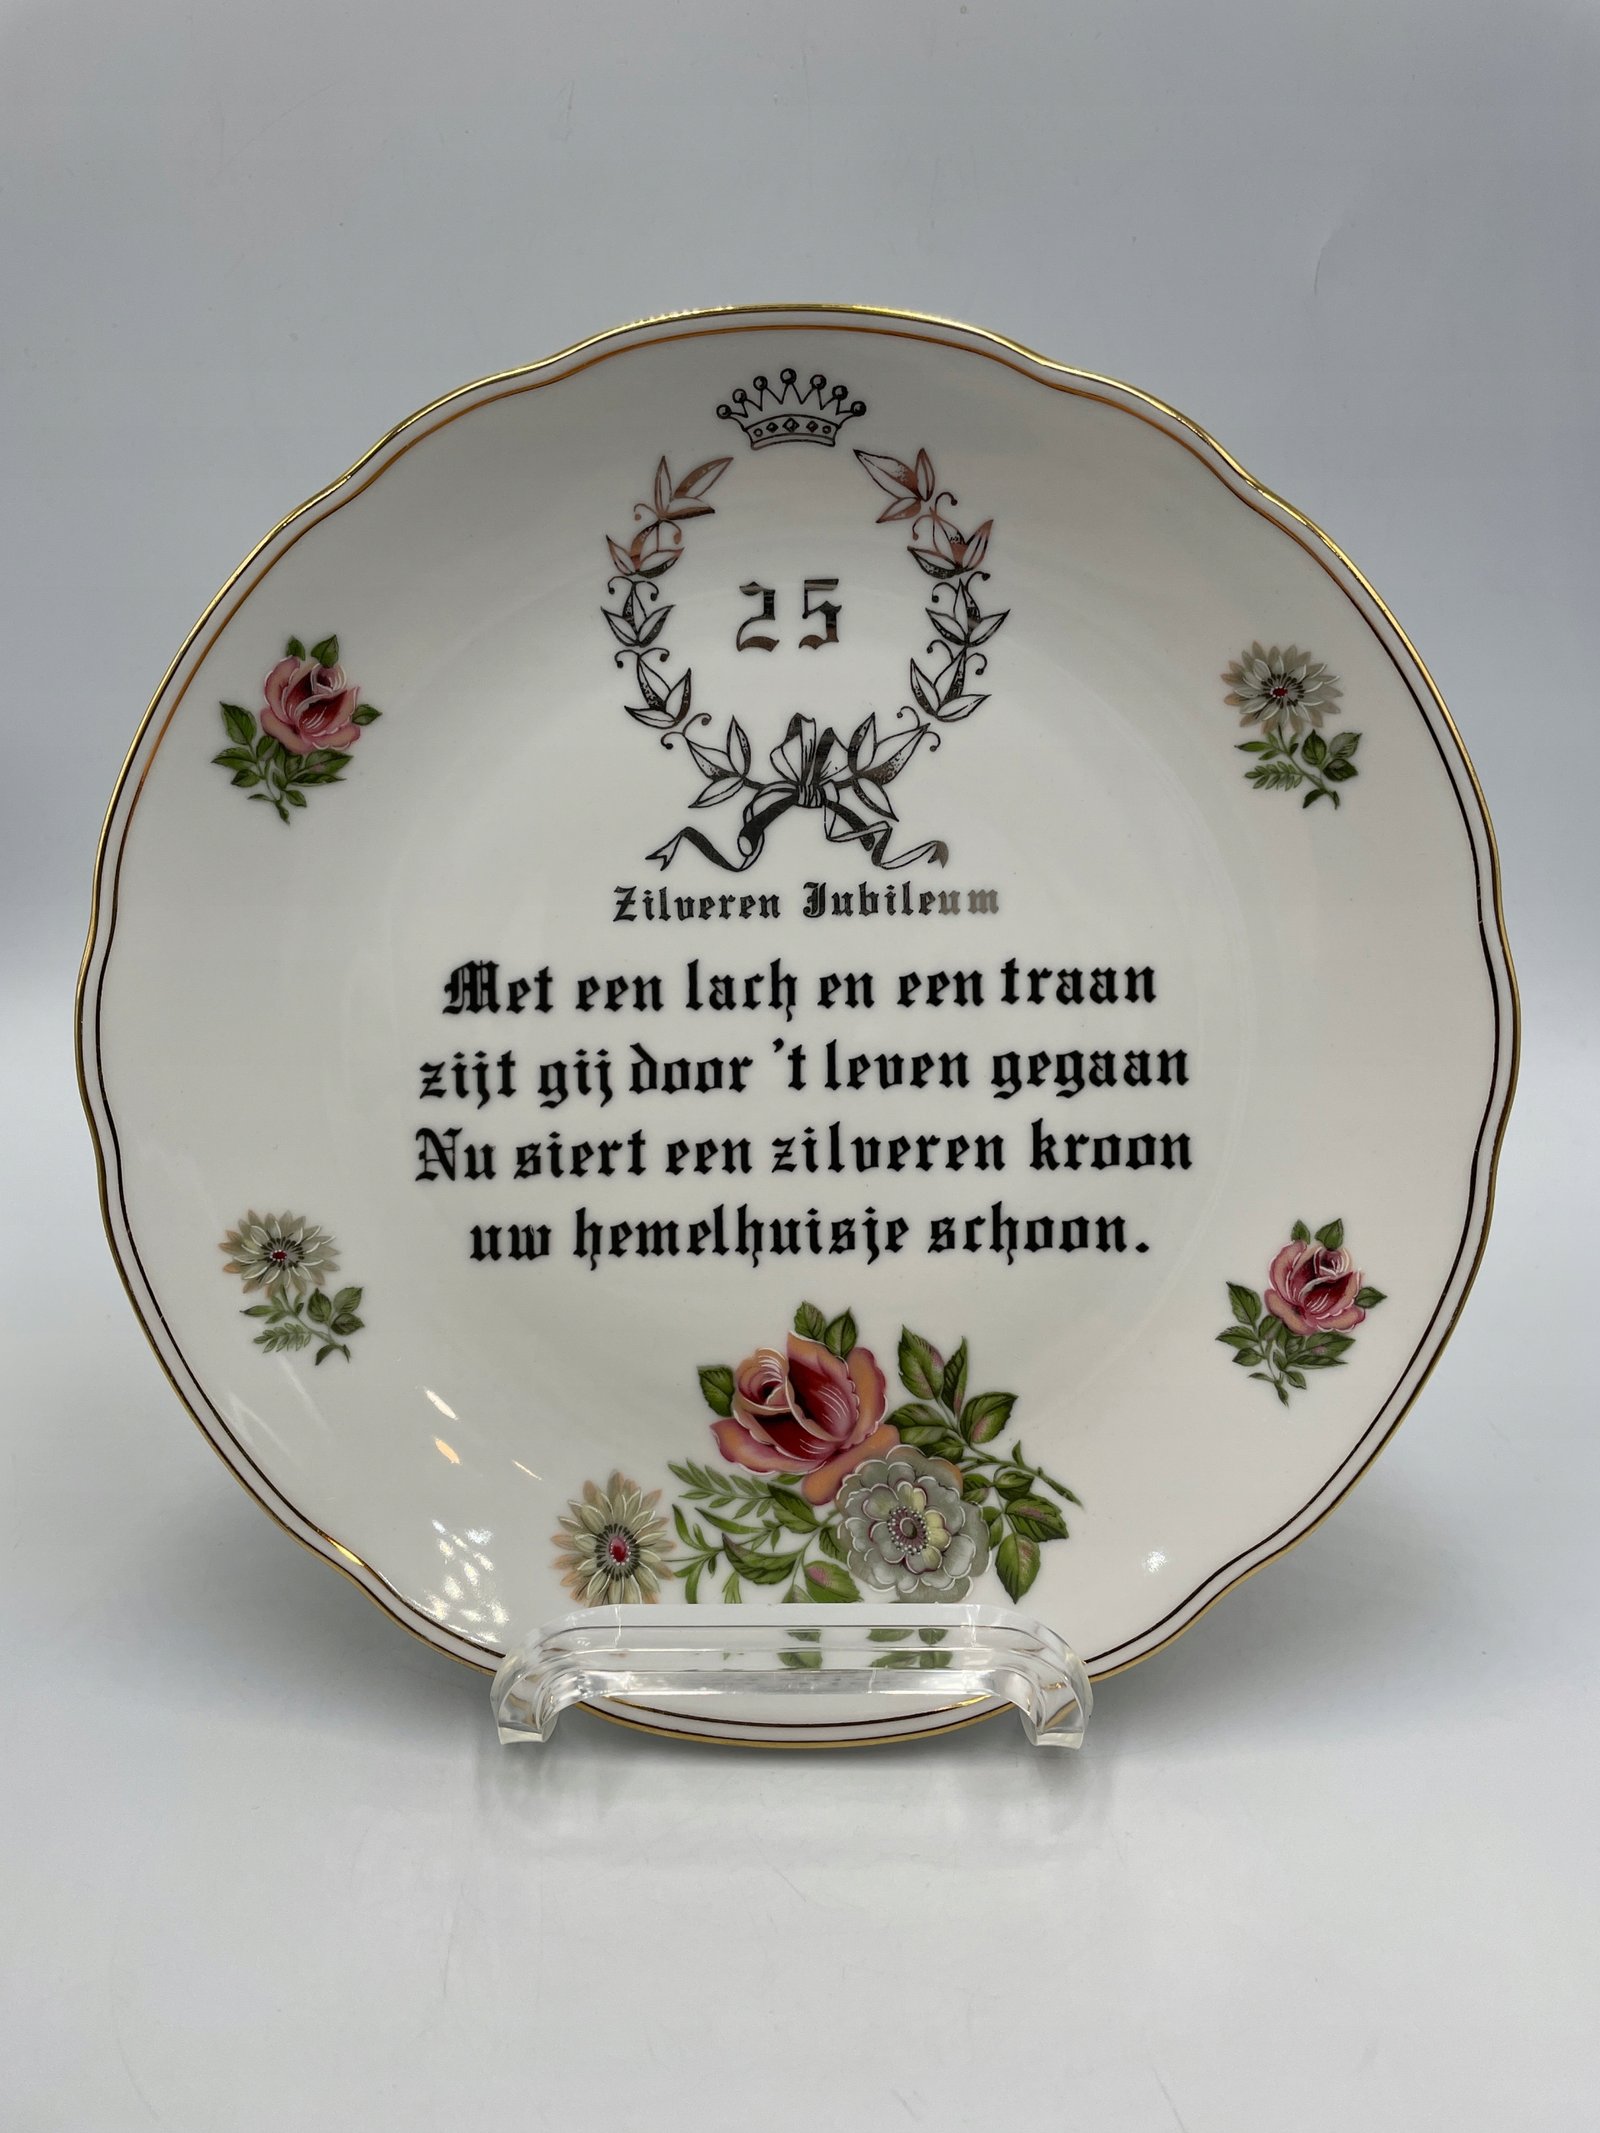 25
Zilveren Jubileum
Met een lach en een traan
zijt gij door 't leven gegaan
Nu siert een zilveren kroon
uw hemelhuisje schoon.